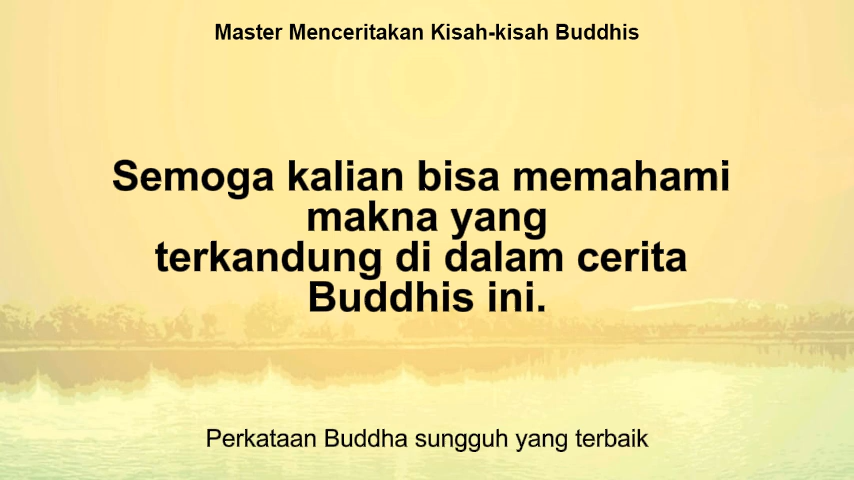 Master Menceritakan Kisah-kisah Buddhis
Semoga kalian bisa memahami
makna yang
terkandung di dalam cerita
Buddhis ini.
Perkataan Buddha sungguh yang terbaik